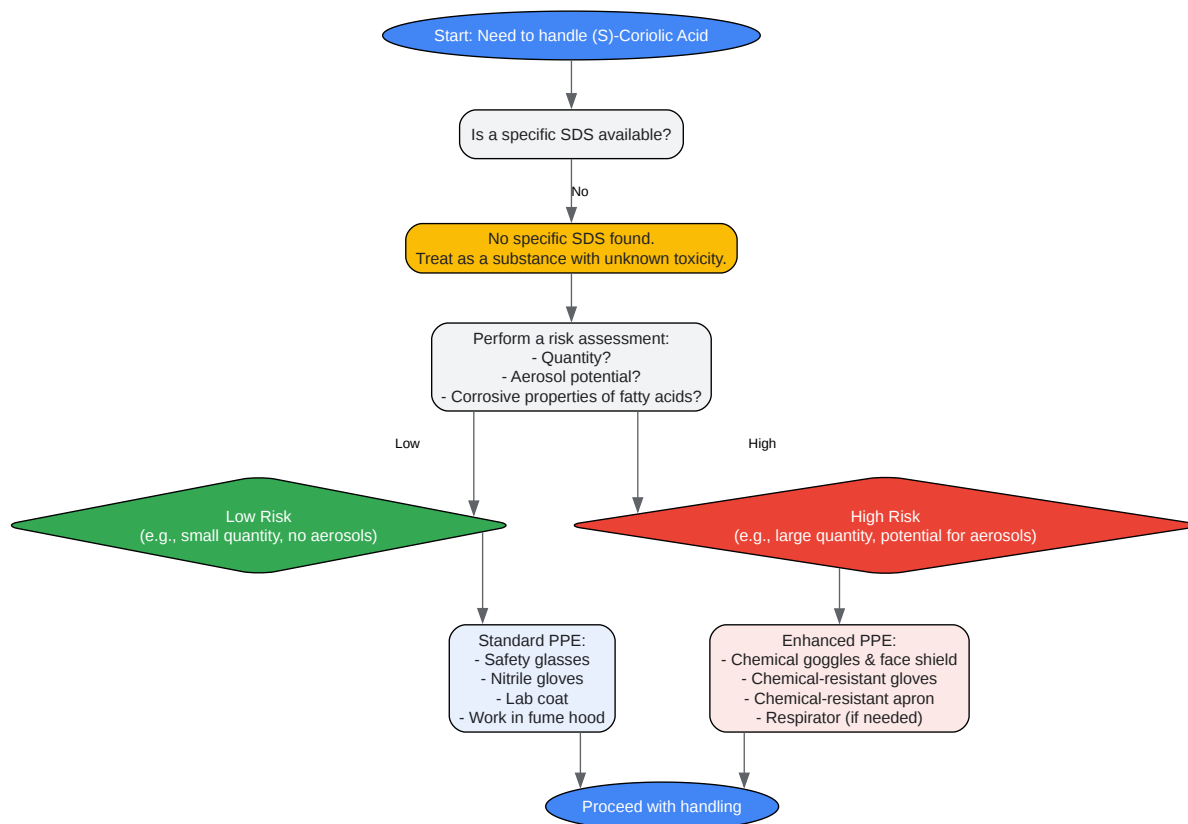 Start: Need to handle (S)-Coriolic Acid
Is a specific SDS available?
No
No specific SDS found.
Treat as a substance with unknown toxicity.
Perform a risk assessment:
- Quantity?
- Aerosol potential?
- Corrosive properties of fatty acids?
Low
High
Low Risk
(e.g., small quantity, no aerosols)
High Risk
(e.g., large quantity, potential for aerosols)
Standard PPE:
- Safety glasses
- Nitrile gloves
- Lab coat
- Work in fume hood
Enhanced PPE:
- Chemical goggles & face shield
- Chemical-resistant gloves
- Chemical-resistant apron
- Respirator (if needed)
Proceed with handling